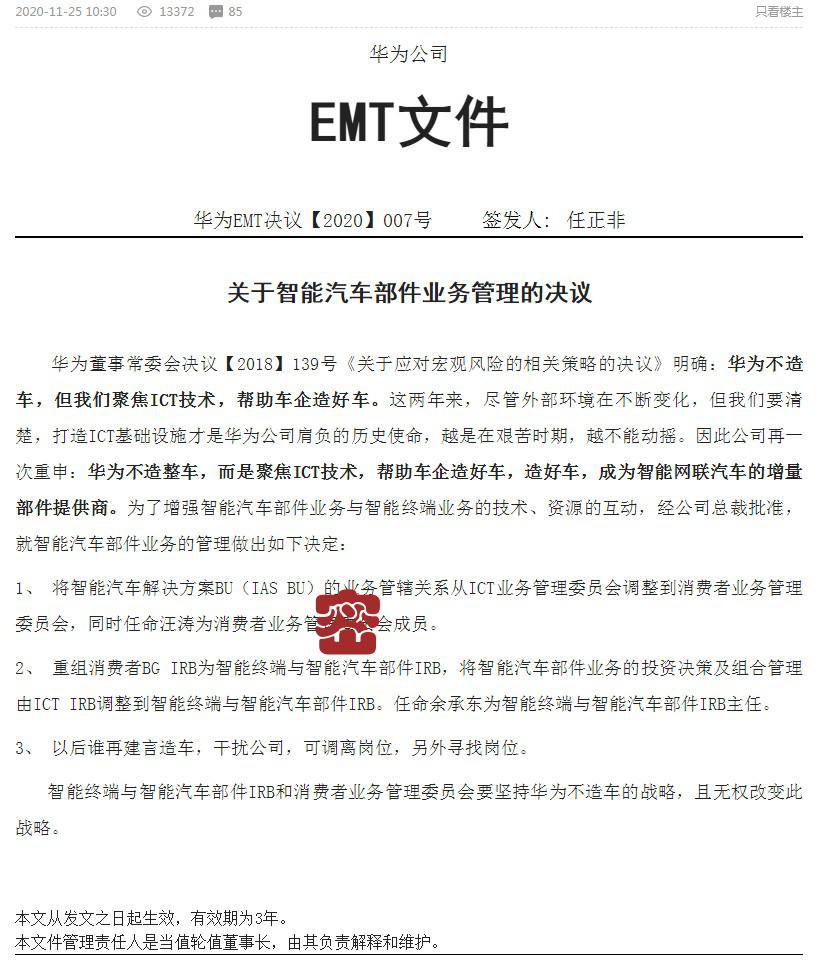 2020-11-25 10:30 13372 85 只看楼主
华为公司
EMT文件
华为EMT决议【2020】007号 签发人: 任正非
关于智能汽车部件业务管理的决议
华为董事常委会决议【2018】139号《关于应对宏观风险的相关策略的决议》明确: 华为不造
车，但我们聚焦ICT技术，帮助车企造好车。这两年来，尽管外部环境在不断变化，但我们要清
楚，打造ICT基础设施才是华为公司肩负的历史使命，越是在艰苦时期，越不能动摇。因此公司再一
次重申: 华为不造整车，而是聚焦ICT技术，帮助车企造好车，造好车，成为智能网联汽车的增量
部件提供商。为了增强智能汽车部件业务与智能终端业务的技术、资源的互动，经公司总裁批准，
就智能汽车部件业务的管理做出如下决定:
1、 将智能汽车解决方案BU（IAS BU）的业务管辖关系从ICT业务管理委员会调整到消费者业务管理
委员会，同时任命汪涛为消费者业务管 会成员。
2、 重组消费者BG IRB为智能终端与智能汽车部件IRB，将智能汽车部件业务的投资决策及组合管理
由ICT IRB调整到智能终端与智能汽车部件IRB。任命余承东为智能终端与智能汽车部件IRB主任。
3、 以后谁再建言造车，干扰公司，可调离岗位，另外寻找岗位。
智能终端与智能汽车部件IRB和消费者业务管理委员会要坚持华为不造车的战略，且无权改变此
战略。
本文从发文之日起生效，有效期为3年。
本文件管理责任人是当值轮值董事长，由其负责解释和维护。